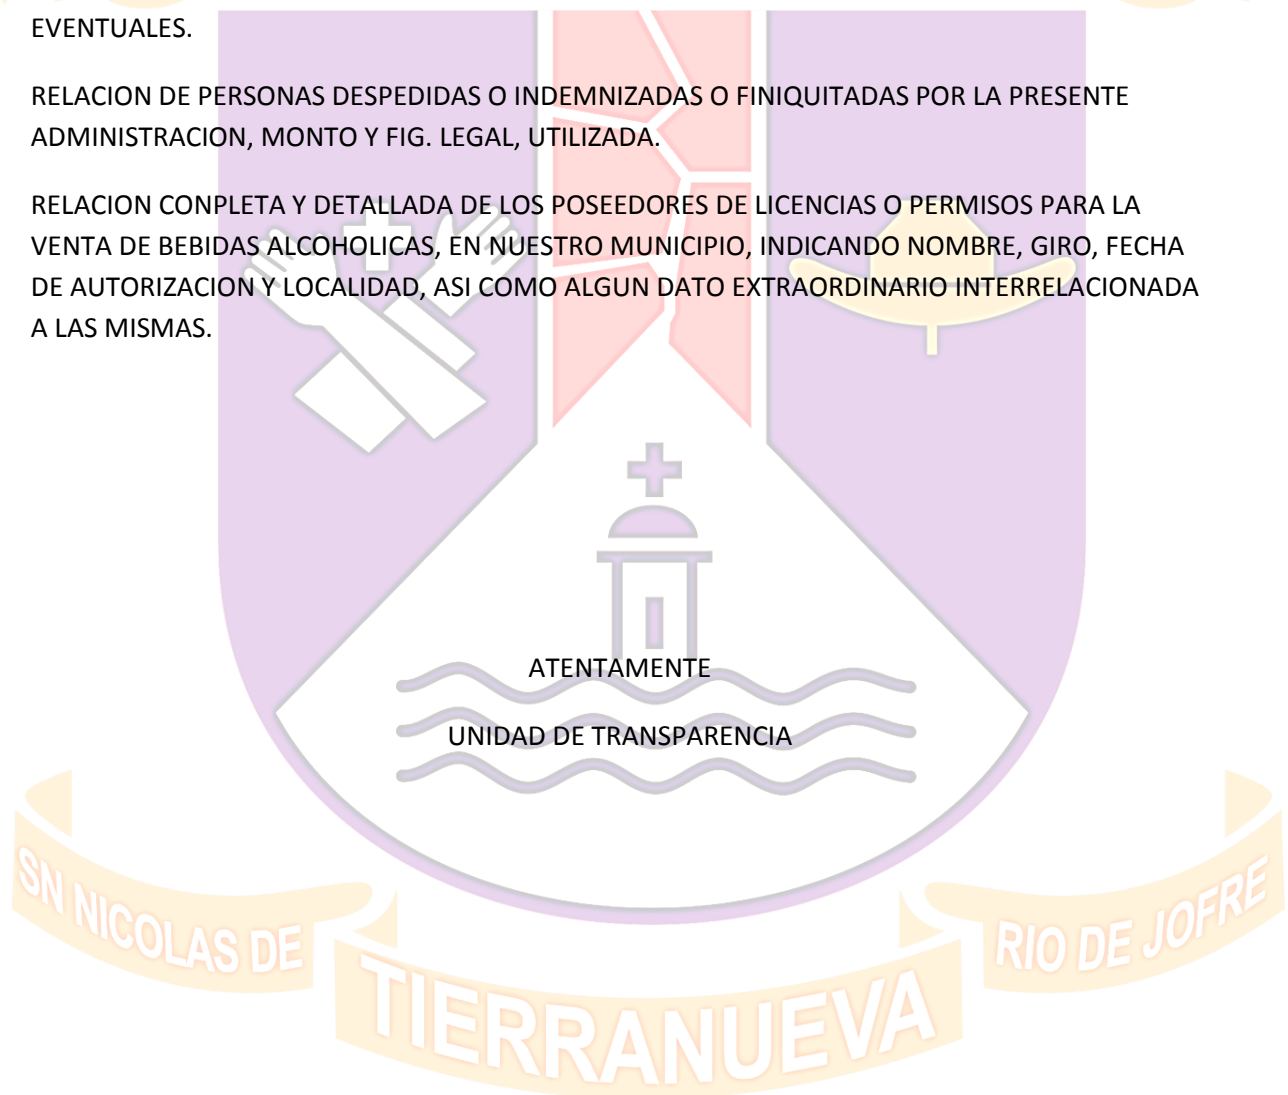 EVENTUALES.
RELACION DE PERSONAS DESPEDIDAS O INDEMNIZADAS O FINIQUITADAS POR LA PRESENTE
ADMINISTRACION, MONTO Y FIG. LEGAL, UTILIZADA.
RELACION CONPLETA Y DETALLADA DE LOS POSEEDORES DE LICENCIAS O PERMISOS PARA LA
VENTA DE BEBIDAS ALCOHOLICAS, EN NUESTRO MUNICIPIO, INDICANDO NOMBRE, GIRO, FECHA
DE AUTORIZACION Y LOCALIDAD, ASI COMO ALGUN DATO EXTRAORDINARIO INTERRELACIONADA
A LAS MISMAS.
ATENTAMENTE
UNIDAD DE TRANSPARENCIA
SN NICOLAS DE
TIERRANUEVA
RIO DE JOFRE